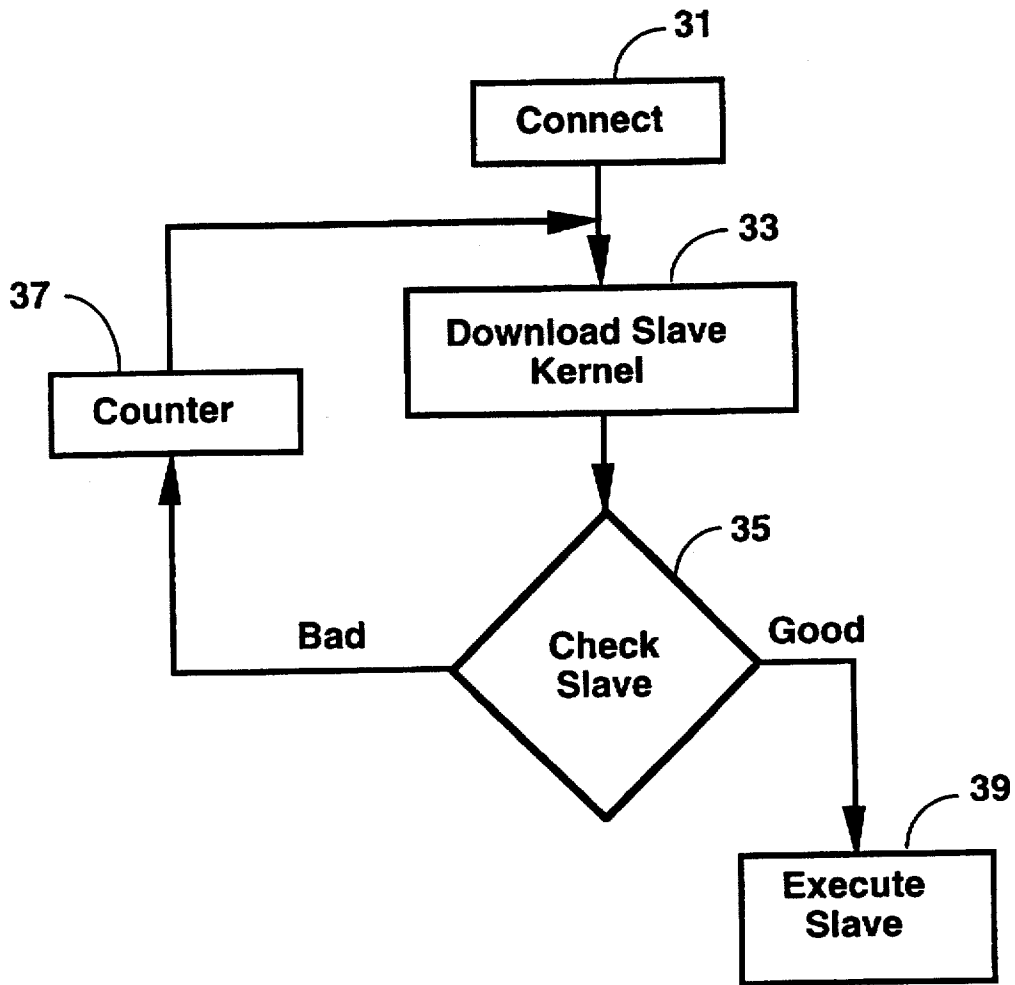 31
Connect
33
37
Download Slave
Kernel
Counter
35
Bad
Good
Check
Slave
39
Execute
Slave